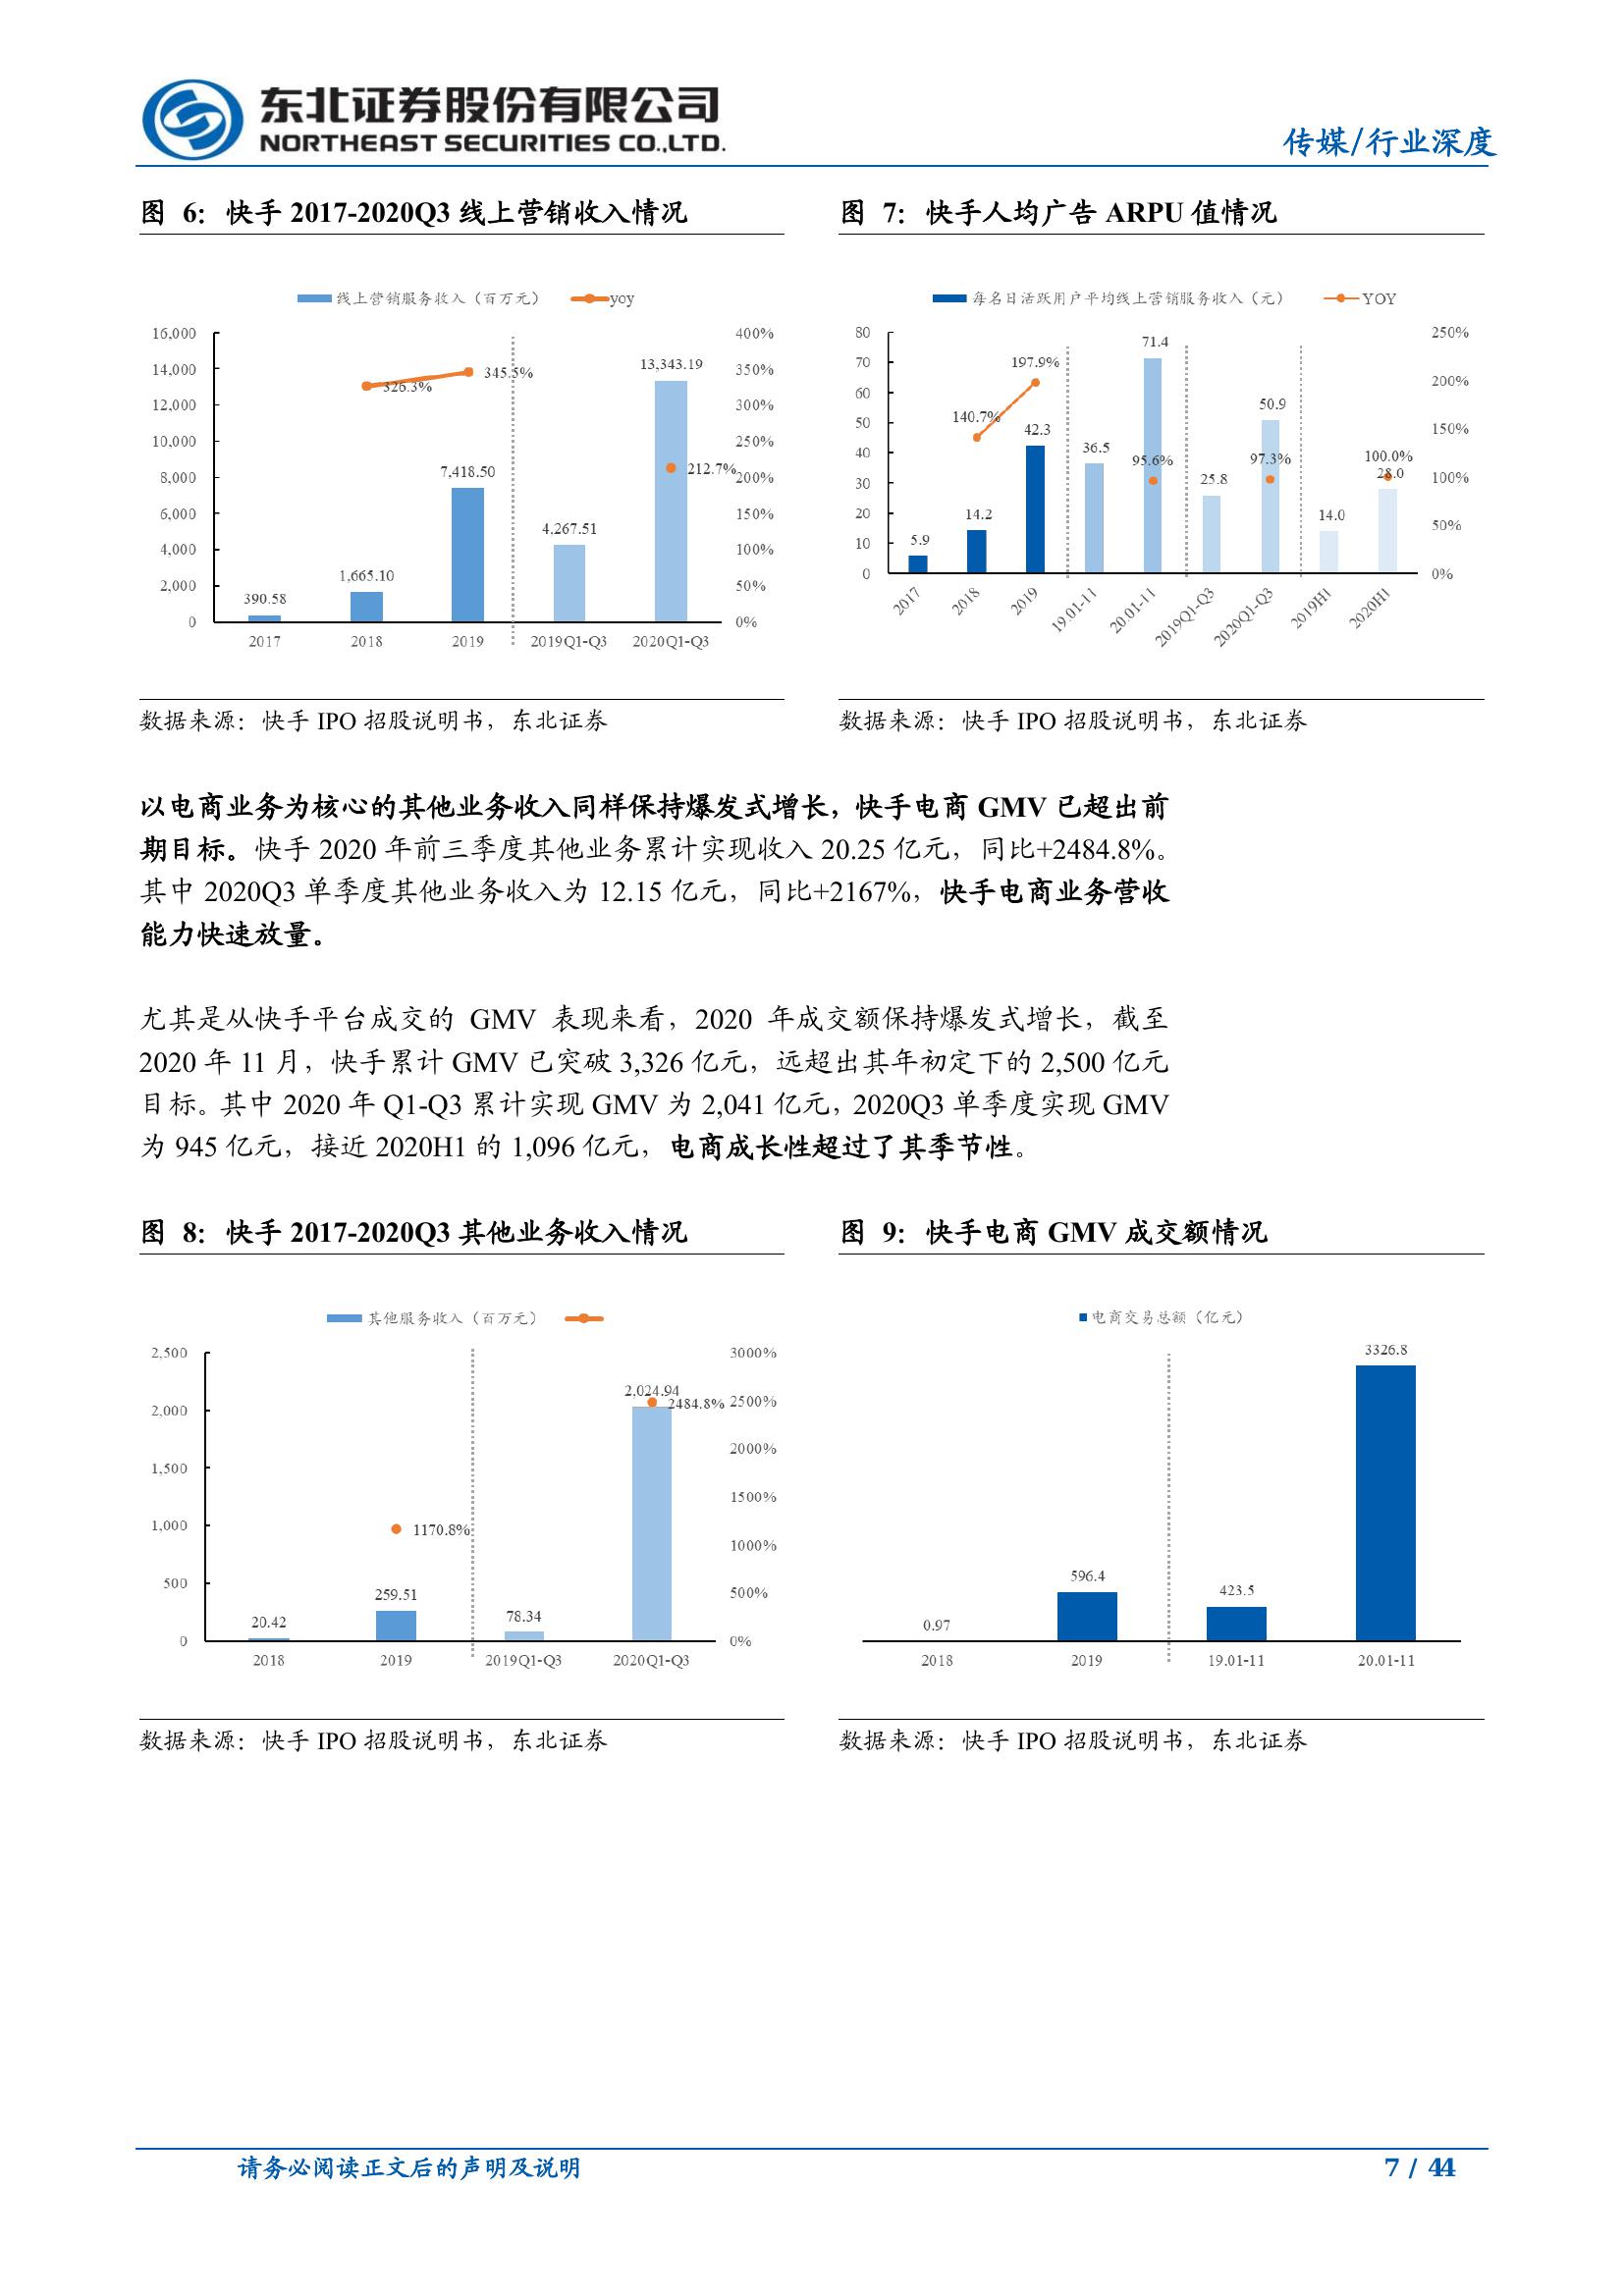 东北证券股份有限公司
NORTHEAST SECURITIES CO.,LTD.
传媒/行业深度
图 6：快手 2017-2020Q3 线上营销收入情况
线上营销服务收入（百万元） yoy
16,000
14,000
12,000
10,000
8,000
6,000
4,000
2,000
0
400%
350%
300%
250%
200%
150%
100%
50%
0%
390.58
1,665.10
7,418.50
4,267.51
13,343.19
326.3%
345.5%
212.7%
2017 2018 2019 2019Q1-Q3 2020Q1-Q3
数据来源：快手 IPO 招股说明书，东北证券
图 7：快手人均广告 ARPU 值情况
每名日活跃用户平均线上营销服务收入（元） YOY
80
70
60
50
40
30
20
10
0
250%
200%
150%
100%
50%
0%
5.9
14.2
42.3
36.5
71.4
25.8
50.9
14.0
28.0
140.7%
197.9%
95.6%
97.3%
100.0%
2017 2018 2019 19.01-11 20.01-11 2019Q1-Q3 2020Q1-Q3 2019H1 2020H1
数据来源：快手 IPO 招股说明书，东北证券
以电商业务为核心的其他业务收入同样保持爆发式增长，快手电商 GMV 已超出前
期目标。快手 2020 年前三季度其他业务累计实现收入 20.25 亿元，同比+2484.8%。
其中 2020Q3 单季度其他业务收入为 12.15 亿元，同比+2167%，快手电商业务营收
能力快速放量。
尤其是从快手平台成交的 GMV 表现来看，2020 年成交额保持爆发式增长，截至
2020 年 11 月，快手累计 GMV 已突破 3,326 亿元，远超出其年初定下的 2,500 亿元
目标。其中 2020 年 Q1-Q3 累计实现 GMV 为 2,041 亿元，2020Q3 单季度实现 GMV
为 945 亿元，接近 2020H1 的 1,096 亿元，电商成长性超过了其季节性。
图 8：快手 2017-2020Q3 其他业务收入情况
其他服务收入（百万元）
2,500
2,000
1,500
1,000
500
0
3000%
2500%
2000%
1500%
1000%
500%
0%
20.42
259.51
78.34
2,024.94
1170.8%
2484.8%
2018 2019 2019Q1-Q3 2020Q1-Q3
数据来源：快手 IPO 招股说明书，东北证券
图 9：快手电商 GMV 成交额情况
电商交易总额（亿元）
0.97
596.4
423.5
3326.8
2018 2019 19.01-11 20.01-11
数据来源：快手 IPO 招股说明书，东北证券
请务必阅读正文后的声明及说明
7 / 44